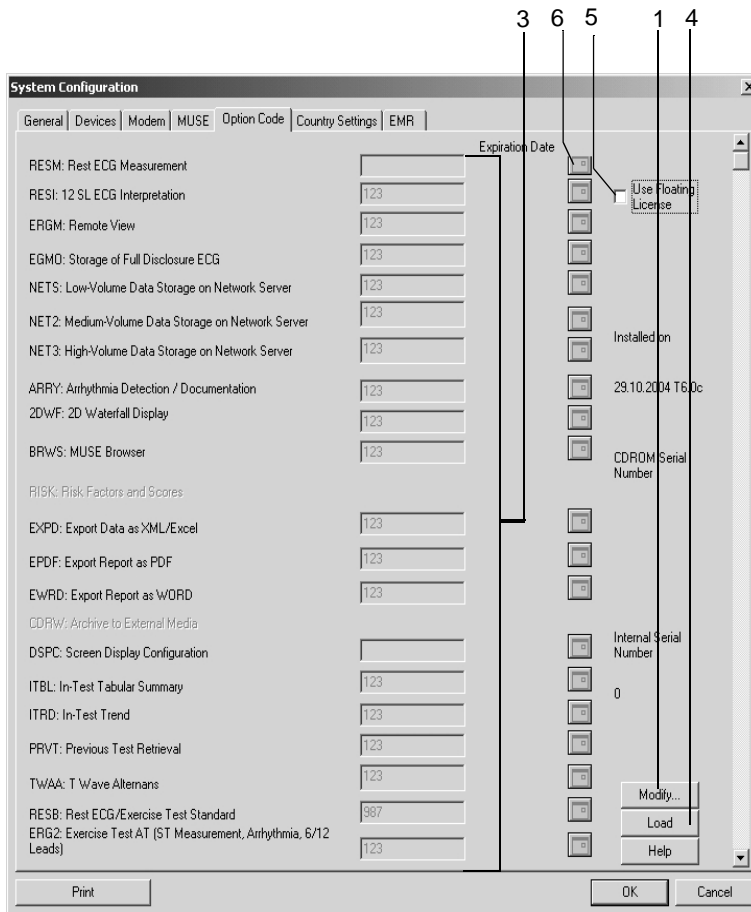 3 6 5 1 4
System Configuration
General Devices Modem MUSE Option Code Country Settings EMR
Expiration Date
RESM: Rest ECG Measurement
RESI: 12 SL ECG Interpretation 123
Use Floating
License
ERGM: Remote View 123
EGMO: Storage of Full Disclosure ECG 123
NETS: Low-Volume Data Storage on Network Server 123
NET2: Medium-Volume Data Storage on Network Server 123
Installed on
NET3: High-Volume Data Storage on Network Server 123
ARRY: Arrhythmia Detection / Documentation 123
29.10.2004 T6.0c
2DWF: 2D Waterfall Display 123
BRWS: MUSE Browser 123
CDROM Serial
Number
RISK: Risk Factors and Scores
EXPD: Export Data as XML/Excel 123
EPDF: Export Report as PDF 123
EWRD: Export Report as WORD 123
CDRW: Archive to External Media
Internal Serial
Number
DSPC: Screen Display Configuration
ITBL: In-Test Tabular Summary 123
0
ITRD: In-Test Trend 123
PRVT: Previous Test Retrieval 123
TWAA: T Wave Alternans 123
Modify...
RESB: Rest ECG/Exercise Test Standard 987
Load
ERG2: Exercise Test AT (ST Measurement, Arrhythmia, 6/12
Leads) 123
Help
Print OK Cancel